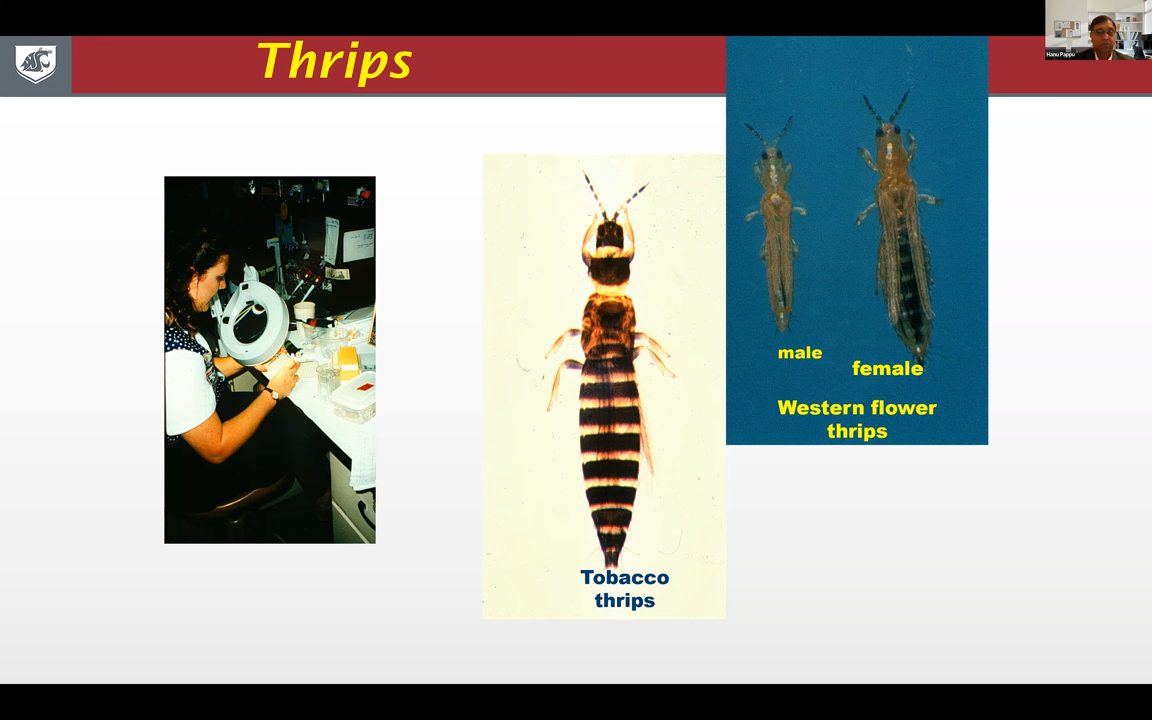 Thrips
Hanu Pappu
male
female
Western flower
thrips
Tobacco
thrips